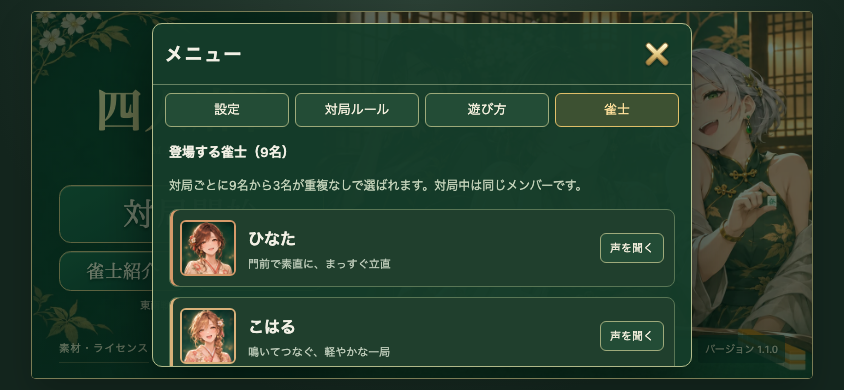 メニュー
設定
対局ルール
遊び方
雀士
登場する雀士（9名）
対局ごとに9名から3名が重複なしで選ばれます。対局中は同じメンバーです。
ひなた
門前で素直に、まっすぐ立直
声を聞く
こはる
鳴いてつなぐ、軽やかな一局
声を聞く
四
対
雀士紹介
素材・ライセンス
バージョン 1.1.0